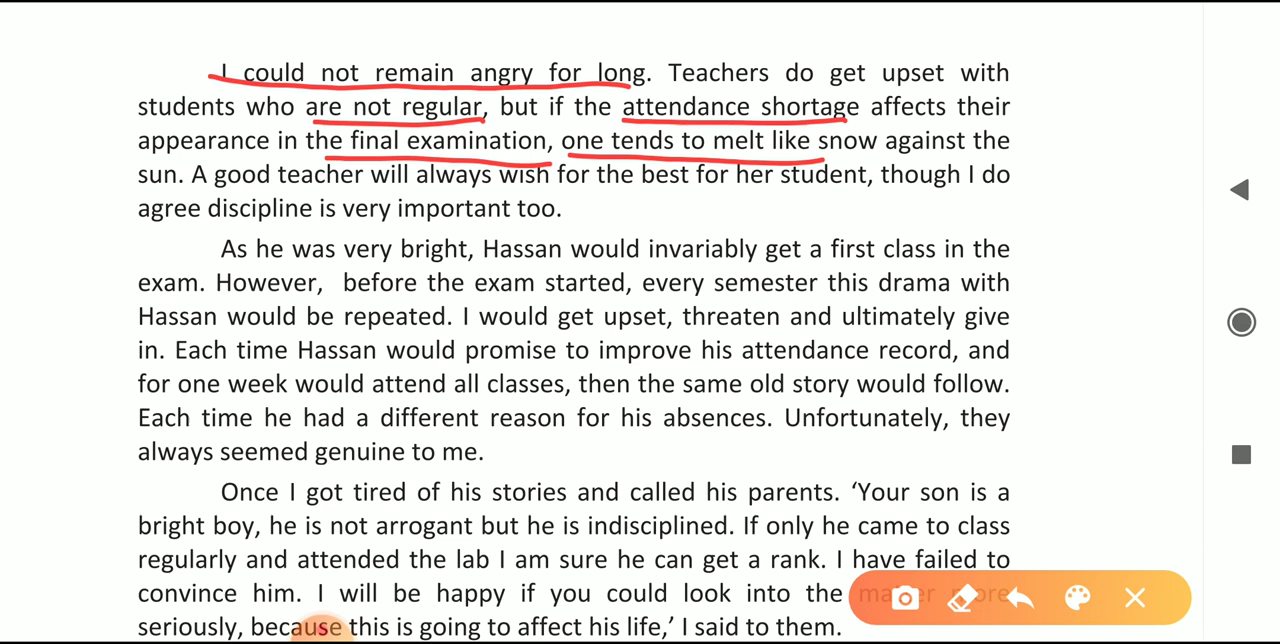 I could not remain angry for long. Teachers do get upset with
students who are not regular, but if the attendance shortage affects their
appearance in the final examination, one tends to melt like snow against the
sun. A good teacher will always wish for the best for her student, though I do
agree discipline is very important too.
As he was very bright, Hassan would invariably get a first class in the
exam. However, before the exam started, every semester this drama with
Hassan would be repeated. I would get upset, threaten and ultimately give
in. Each time Hassan would promise to improve his attendance record, and
for one week would attend all classes, then the same old story would follow.
Each time he had a different reason for his absences. Unfortunately, they
always seemed genuine to me.
Once I got tired of his stories and called his parents. ‘Your son is a
bright boy, he is not arrogant but he is indisciplined. If only he came to class
regularly and attended the lab I am sure he can get a rank. I have failed to
convince him. I will be happy if you could look into the
seriously, because this is going to affect his life,’ I said to them.